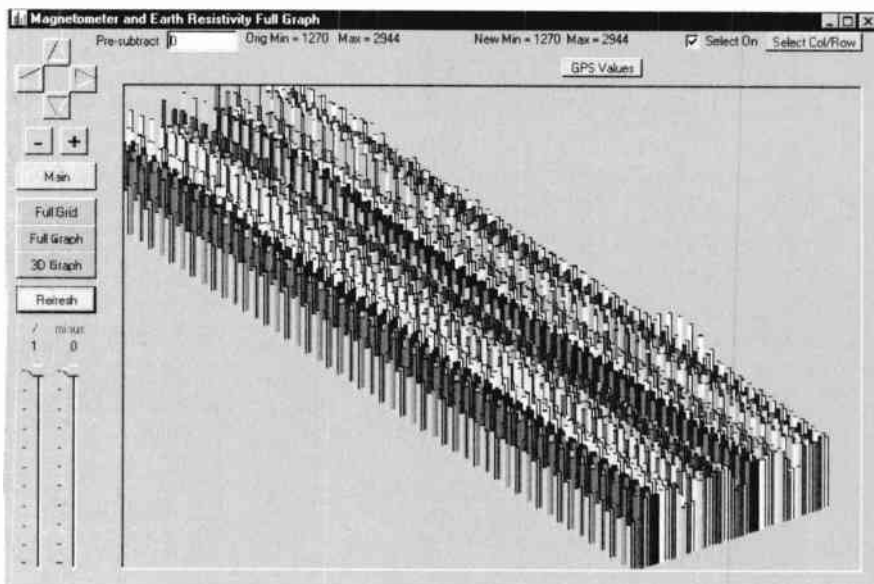 Magnetometer and Earth Resistivity Full Graph
Pre-subtract 0 Orig Min = 1270 Max = 2944 New Min = 1270 Max = 2944 Select On Select Col/Row
GPS Values
- +
Main
Full Grid
Full Graph
3D Graph
Refresh
/ minus
1 0